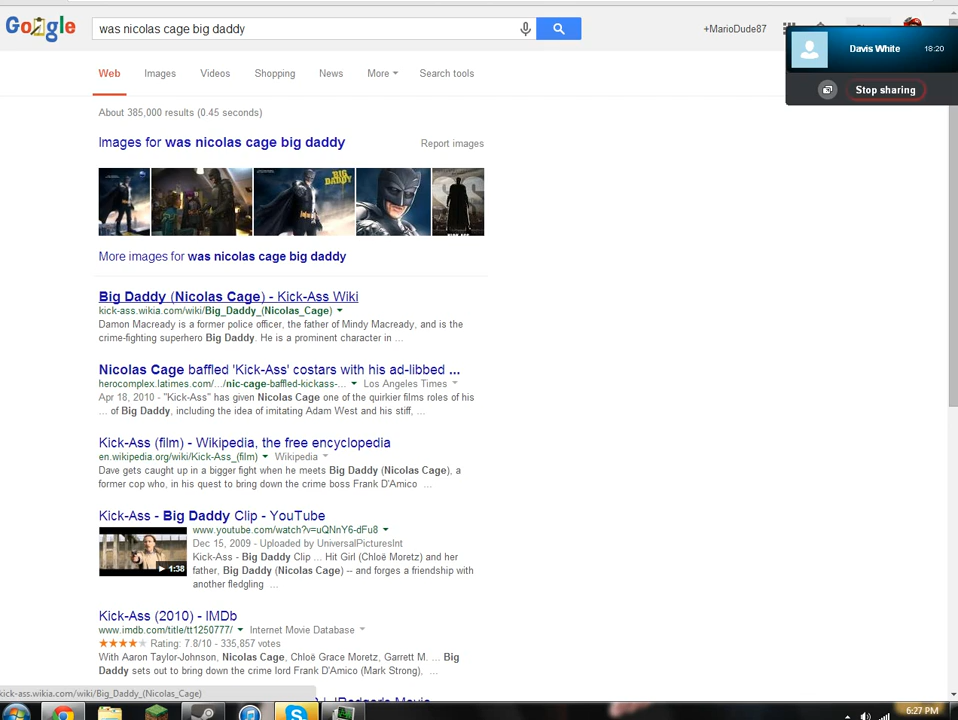 Google
was nicolas cage big daddy
+MarioDude87
Davis White 18:20
Stop sharing
Web Images Videos Shopping News More Search tools
About 385,000 results (0.45 seconds)
Images for was nicolas cage big daddy Report images
BIG DADDY
More images for was nicolas cage big daddy
Big Daddy (Nicolas Cage) - Kick-Ass Wiki
kick-ass.wikia.com/wiki/Big_Daddy_(Nicolas_Cage)
Damon Macready is a former police officer, the father of Mindy Macready, and is the
crime-fighting superhero Big Daddy. He is a prominent character in ...
Nicolas Cage baffled 'Kick-Ass' costars with his ad-libbed ...
herocomplex.latimes.com/.../nic-cage-baffled-kickass-... Los Angeles Times
Apr 18, 2010 - "Kick-Ass" has given Nicolas Cage one of the quirkier films roles of his
... of Big Daddy, including the idea of imitating Adam West and his stiff, ...
Kick-Ass (film) - Wikipedia, the free encyclopedia
en.wikipedia.org/wiki/Kick-Ass_(film) Wikipedia
Dave gets caught up in a bigger fight when he meets Big Daddy (Nicolas Cage), a
former cop who, in his quest to bring down the crime boss Frank D'Amico ...
Kick-Ass - Big Daddy Clip - YouTube
www.youtube.com/watch?v=uQNnY6-dFu8
Dec 15, 2009 - Uploaded by UniversalPicturesInt
Kick-Ass - Big Daddy Clip ... Hit Girl (Chloë Moretz) and her
father, Big Daddy (Nicolas Cage) -- and forges a friendship with
another fledgling ...
1:38
Kick-Ass (2010) - IMDb
www.imdb.com/title/tt1250777/ Internet Movie Database
Rating: 7.8/10 - 335,857 votes
With Aaron Taylor-Johnson, Nicolas Cage, Chloë Grace Moretz, Garrett M. ... Big
Daddy sets out to bring down the crime lord Frank D'Amico (Mark Strong), ...
kick-ass.wikia.com/wiki/Big_Daddy_(Nicolas_Cage)
6:27 PM